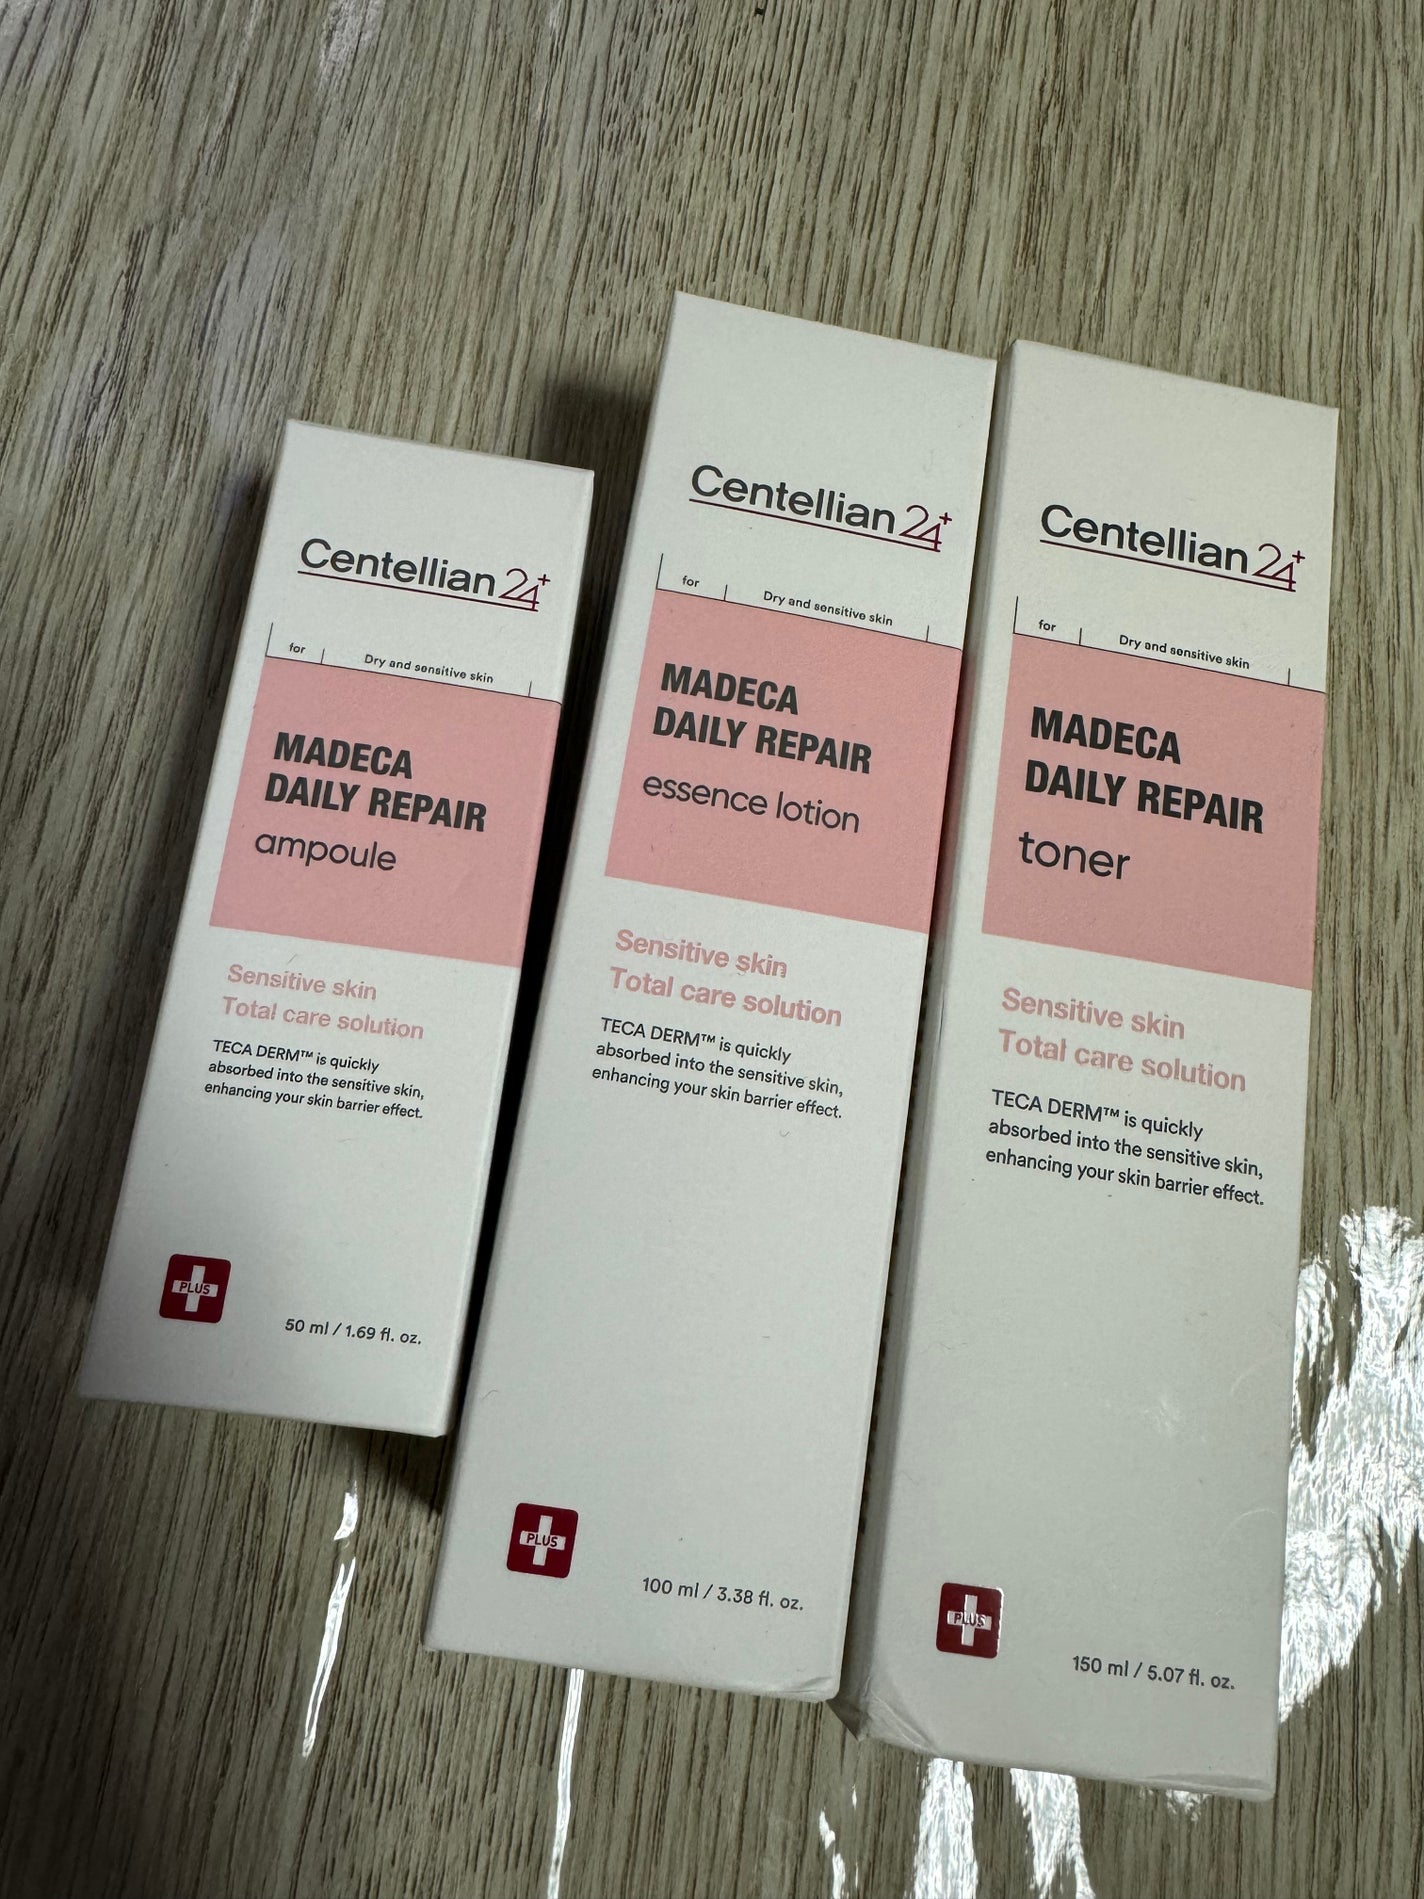 Centellian24+
for
Dry and sensitive skin
MADECA
DAILY REPAIR
ampoule
Sensitive skin
Total care solution
TECA DERM™ is quickly
absorbed into the sensitive skin,
enhancing your skin barrier effect.
PLUS
50 ml / 1.69 fl. oz.
Centellian24+
for
Dry and sensitive skin
MADECA
DAILY REPAIR
essence lotion
Sensitive skin
Total care solution
TECA DERM™ is quickly
absorbed into the sensitive skin,
enhancing your skin barrier effect.
PLUS
100 ml / 3.38 fl. oz.
Centellian24+
for
Dry and sensitive skin
MADECA
DAILY REPAIR
toner
Sensitive skin
Total care solution
TECA DERM™ is quickly
absorbed into the sensitive skin,
enhancing your skin barrier effect.
PLUS
150 ml / 5.07 fl. oz.